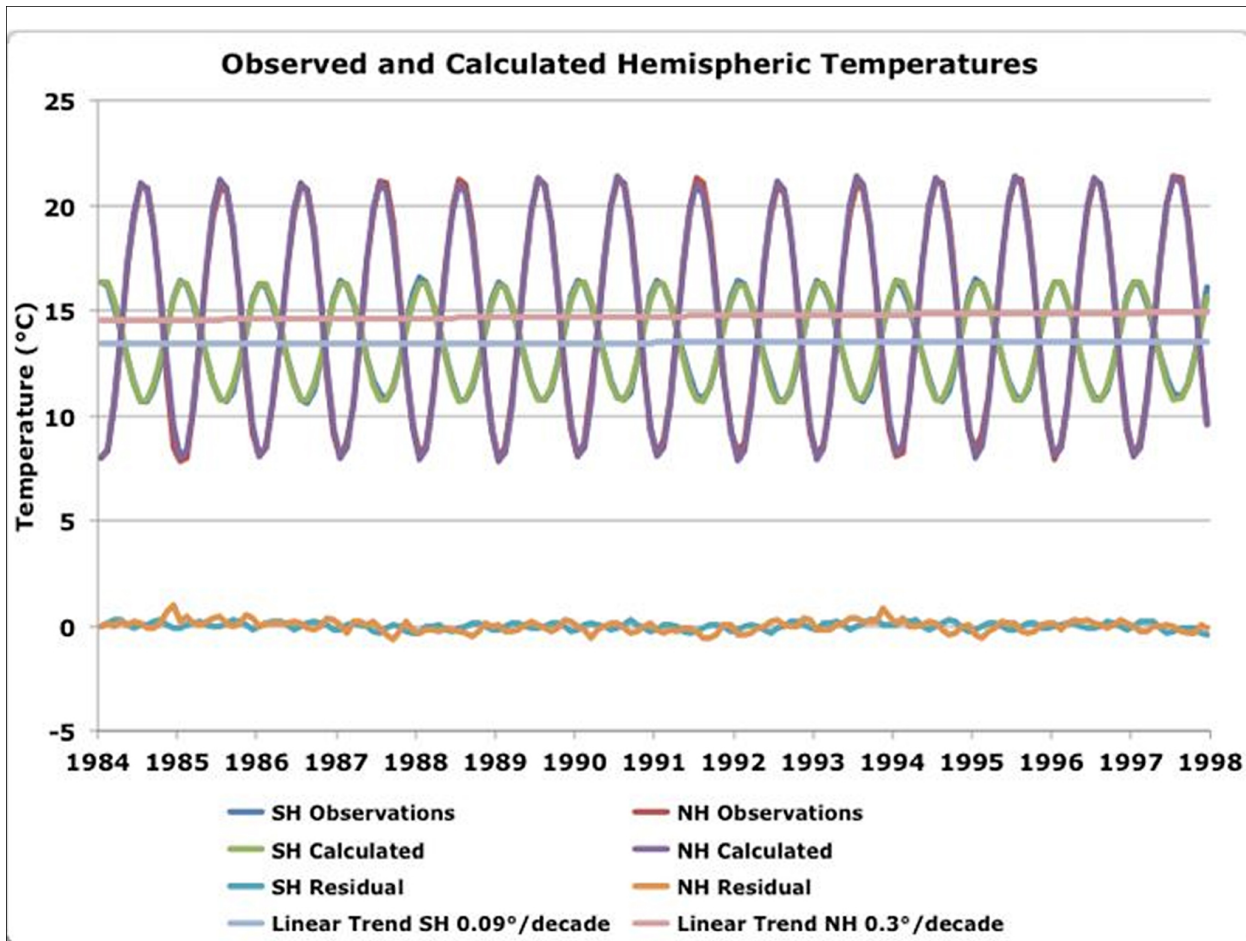 Observed and Calculated Hemispheric Temperatures
25
20
15
10
5
0
-5
Temperature (°C)
1984 1985 1986 1987 1988 1989 1990 1991 1992 1993 1994 1995 1996 1997 1998
SH Observations NH Observations
SH Calculated NH Calculated
SH Residual NH Residual
Linear Trend SH 0.09°/decade Linear Trend NH 0.3°/decade